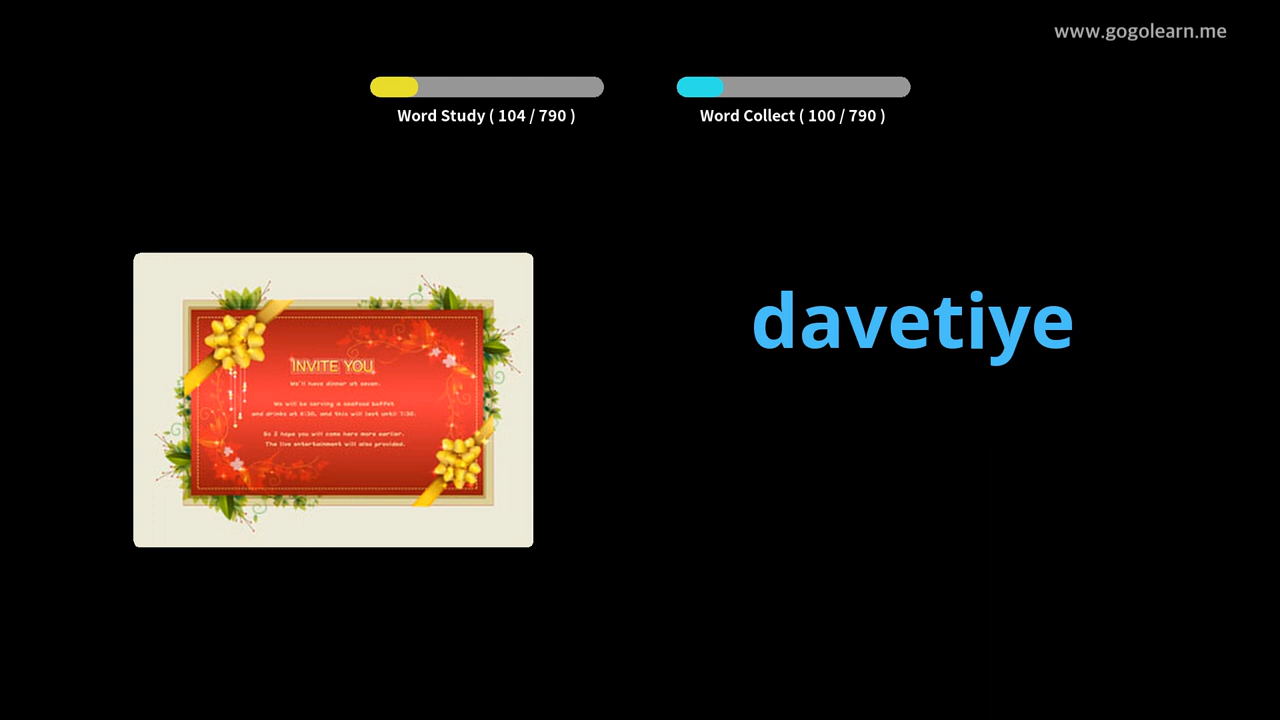 www.gogolearn.me
Word Study ( 104 / 790 )
Word Collect ( 100 / 790 )
davetiye
INVITE YOU
We'll have dinner at seven.
We will be serving a seafood buffet
and drinks at 6:30, and this will last until 7:30.
So I hope you will come here more earlier.
The live entertainment will also provided.